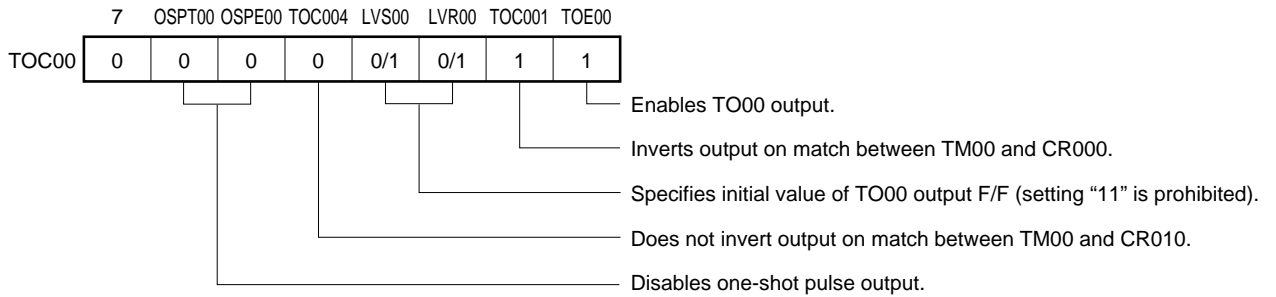 7 OSPT00 OSPE00 TOC004 LVS00 LVR00 TOC001 TOE00
TOC00 0 0 0 0 0/1 0/1 1 1
Enables TO00 output.
Inverts output on match between TM00 and CR000.
Specifies initial value of TO00 output F/F (setting “11” is prohibited).
Does not invert output on match between TM00 and CR010.
Disables one-shot pulse output.